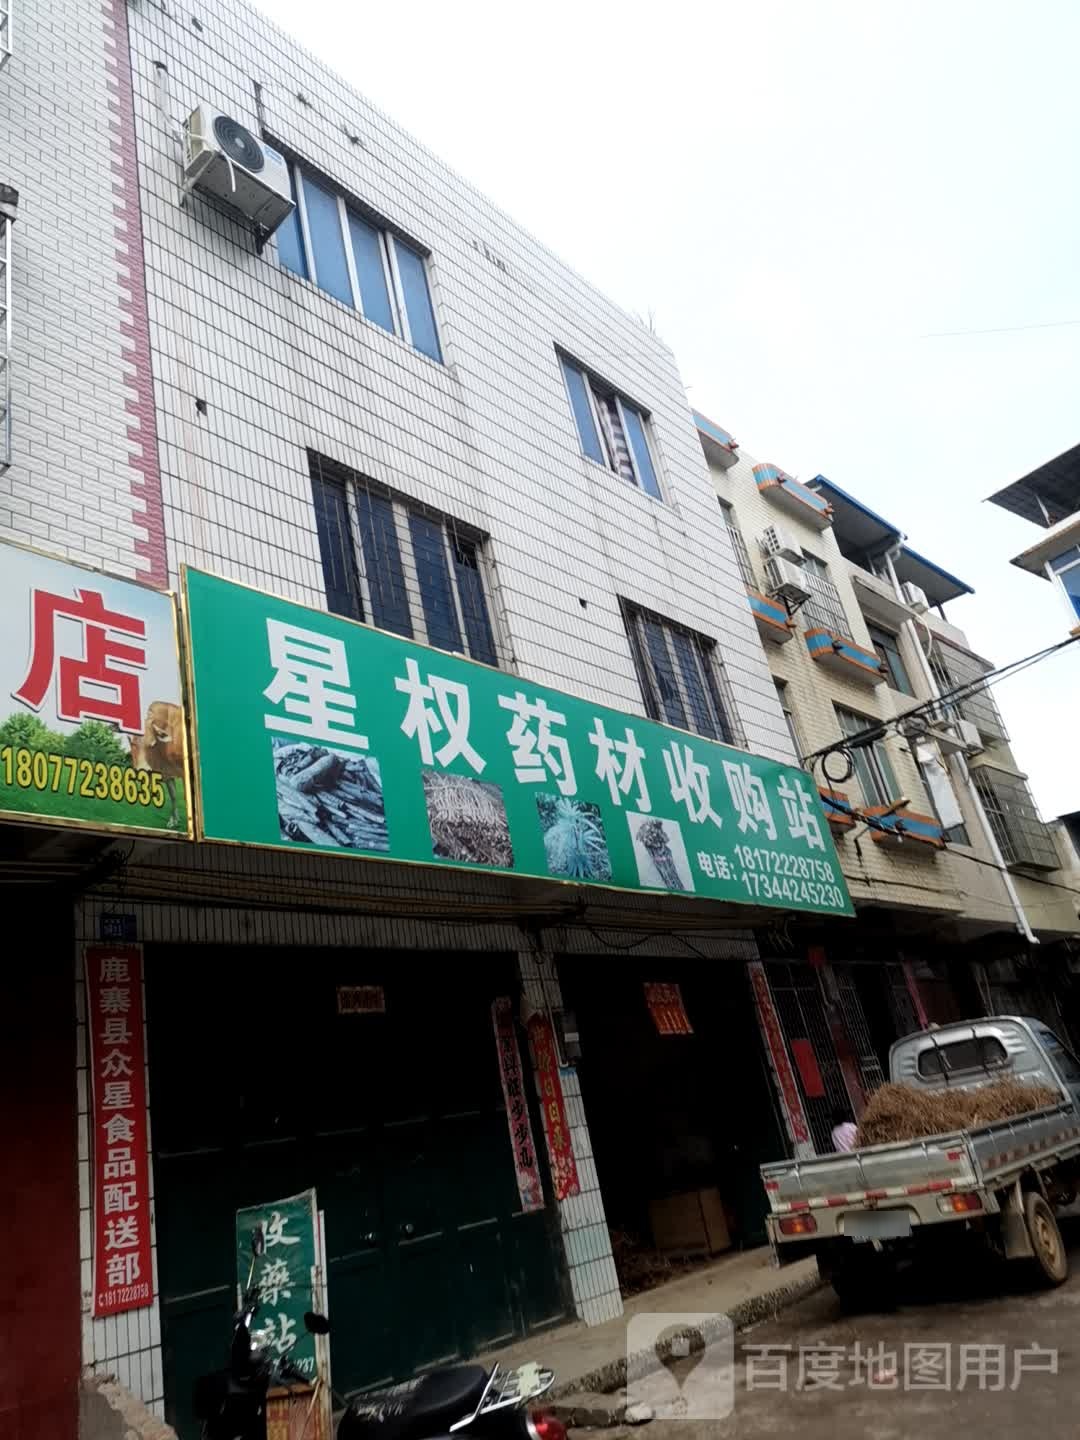 店
18077238635
星权药材收购站
电话:18172228758
17344245230
鹿寨县众星食品配送部
18172228758
收藥站
百度地图用户